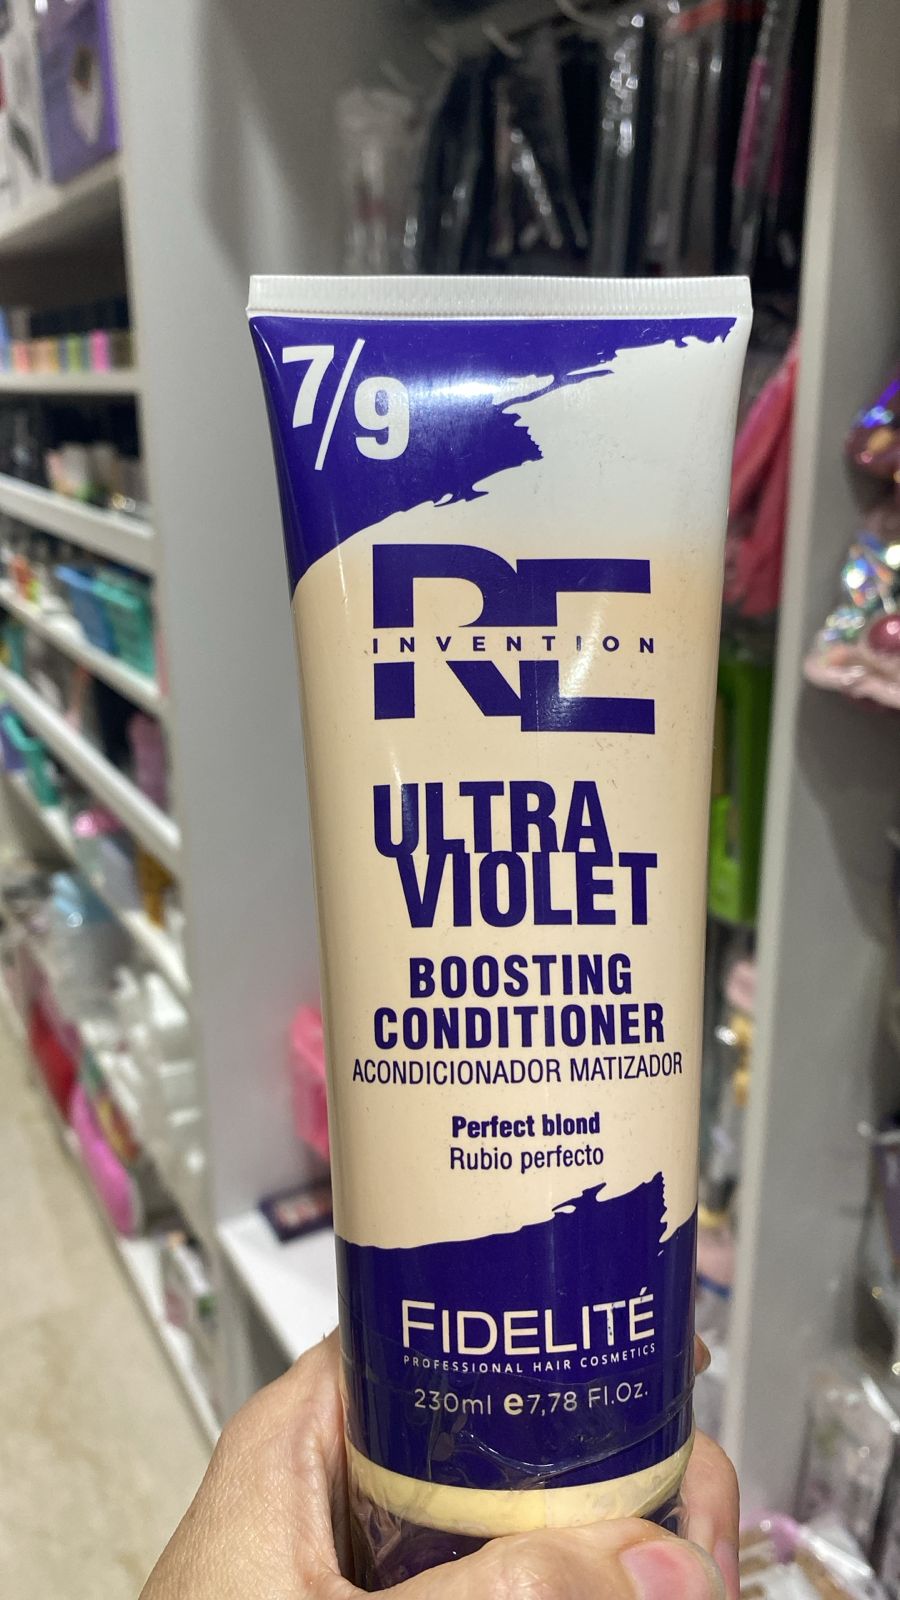 7/9
RE
INVENTION
ULTRA
VIOLET
BOOSTING
CONDITIONER
ACONDICIONADOR MATIZADOR
Perfect blond
Rubio perfecto
FIDELITÉ
PROFESSIONAL HAIR COSMETICS
230ml e7,78 Fl.Oz.